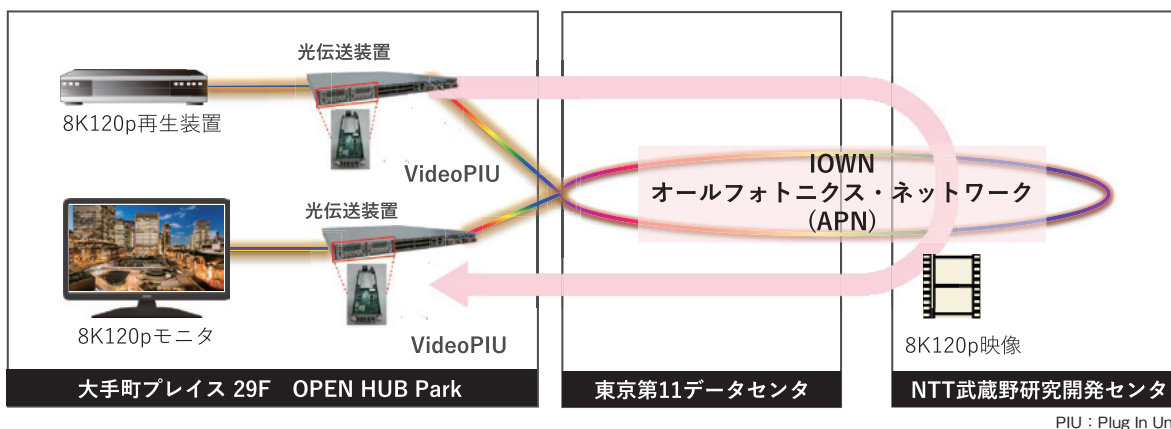 光伝送装置
8K120p再生装置
VideoPIU
光伝送装置
8K120pモニタ
VideoPIU
IOWN
オールフォトニクス・ネットワーク
(APN)
8K120p映像
大手町プレイス 29F OPEN HUB Park
東京第11データセンタ
NTT武蔵野研究開発センタ
PIU：Plug In Un